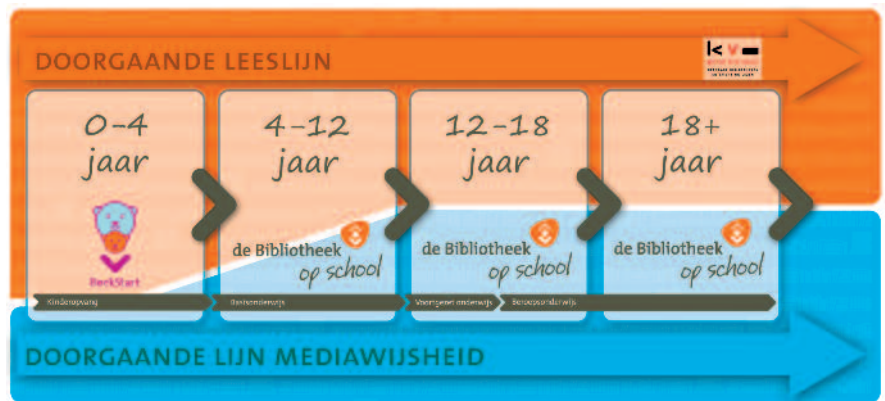 DOORGAANDE LEESLIJN
0-4
jaar
BoekStart
4-12
jaar
de Bibliotheek
op school
12-18
jaar
de Bibliotheek
op school
18+
jaar
de Bibliotheek
op school
Kinderopvang
Basisonderwijs
Voortgezet onderwijs
Beroepsonderwijs
DOORGAANDE LIJN MEDIAWIJSHEID